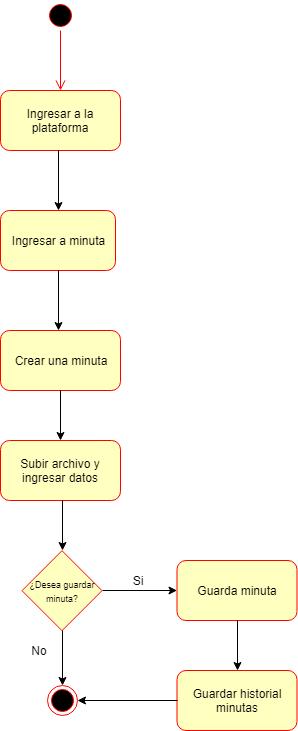 Ingresar a la
plataforma
Ingresar a minuta
Crear una minuta
Subir archivo y
ingresar datos
¿Desea guardar
minuta?
Si
Guarda minuta
No
Guardar historial
minutas